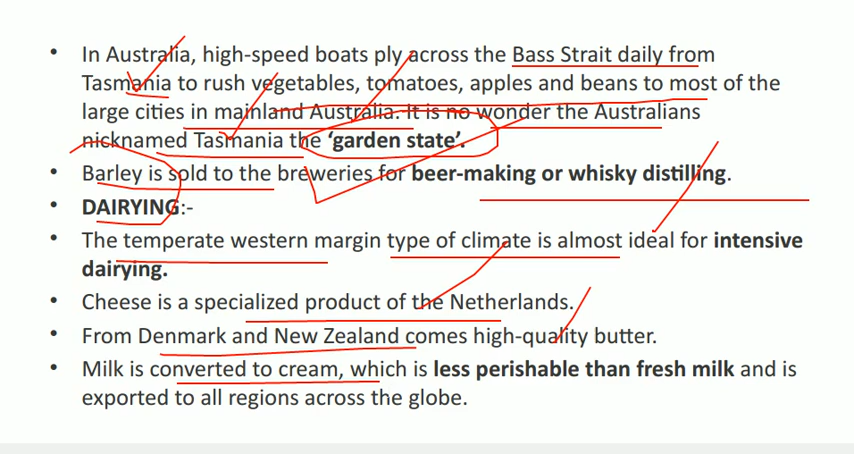 • In Australia, high-speed boats ply across the Bass Strait daily from
Tasmania to rush vegetables, tomatoes, apples and beans to most of the
large cities in mainland Australia. It is no wonder the Australians
nicknamed Tasmania the ‘garden state’.
• Barley is sold to the breweries for beer-making or whisky distilling.
• DAIRYING:-
• The temperate western margin type of climate is almost ideal for intensive
dairying.
• Cheese is a specialized product of the Netherlands.
• From Denmark and New Zealand comes high-quality butter.
• Milk is converted to cream, which is less perishable than fresh milk and is
exported to all regions across the globe.